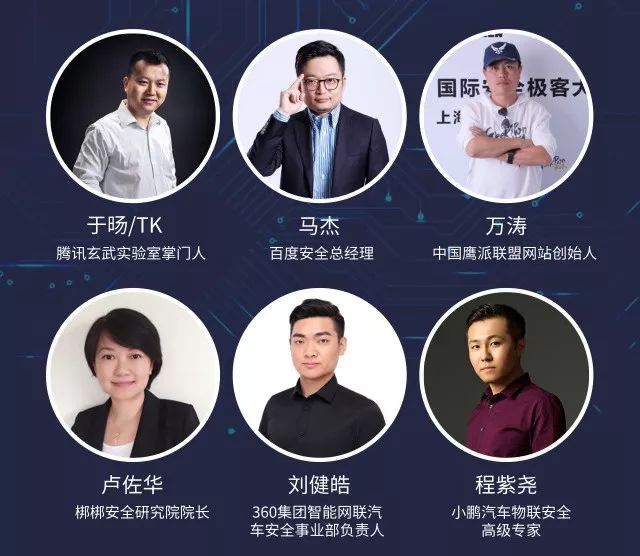 国际安全极客大
上海
于旸/TK
马杰
万涛
腾讯玄武实验室掌门人
百度安全总经理
中国鹰派联盟网站创始人
卢佐华
刘健皓
程紫尧
梆梆安全研究院院长
360集团智能网联汽
车安全事业部负责人
小鹏汽车物联安全
高级专家